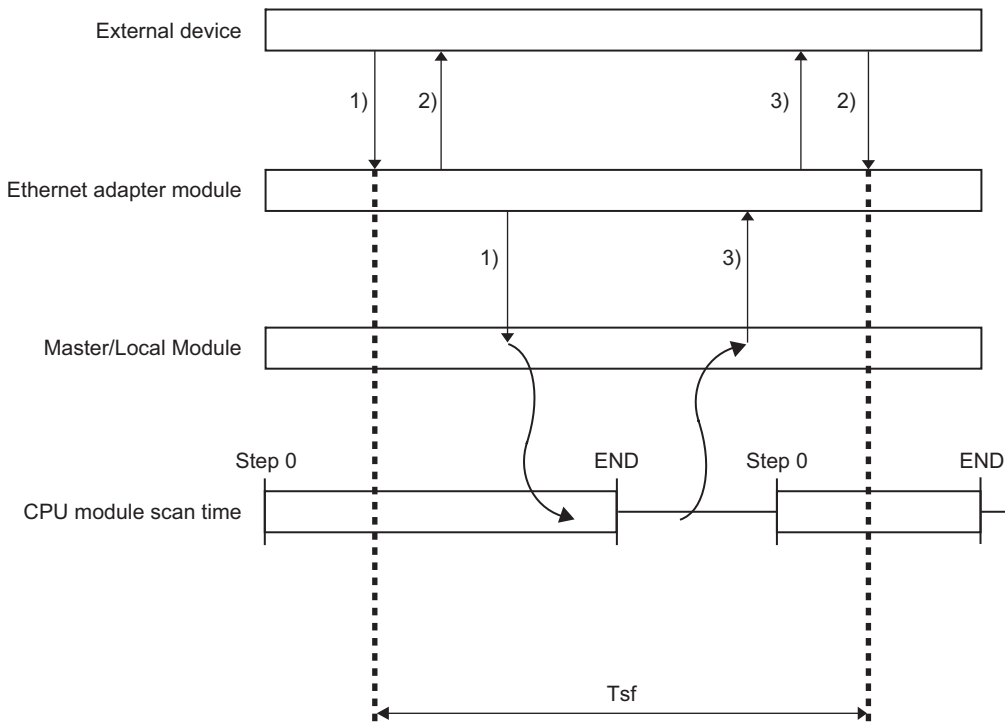 External device
1)
2)
3)
2)
Ethernet adapter module
1)
3)
Master/Local Module
Step 0
END
Step 0
END
CPU module scan time
Tsf